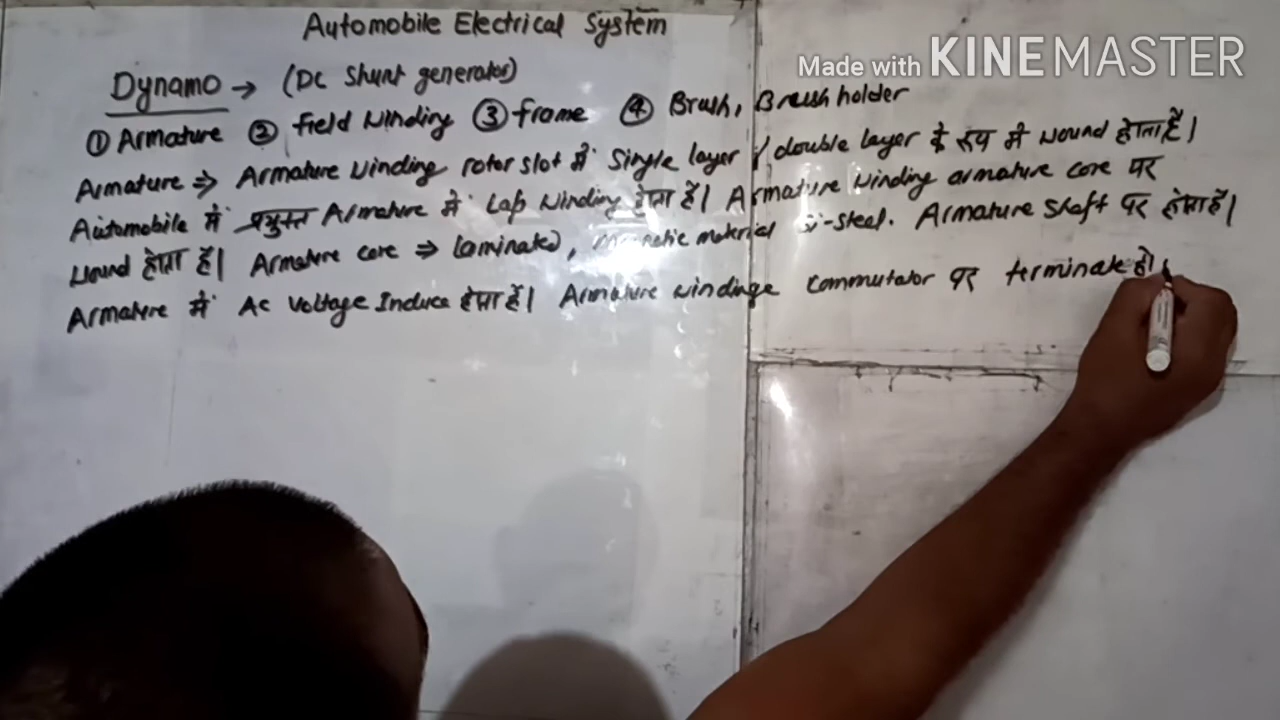 Automobile Electrical System
Made with KINEMASTER
Dynamo → (DC Shunt generator)
① Armature ② Field Winding ③ frame ④ Brush, Brush holder
Armature ⇒ Armature Winding rotor slot में Single layer / double layer के रूप में wound होता है।
Automobile में प्रयुक्त Armature में Lap Winding होता है। Armature Winding armature core पर
wound होता है। Armature core ⇒ laminated, magnetic material Si-steel. Armature Shaft पर होता है।
Armature में AC Voltage Induce होता है। Armature winding commutator पर terminate हो